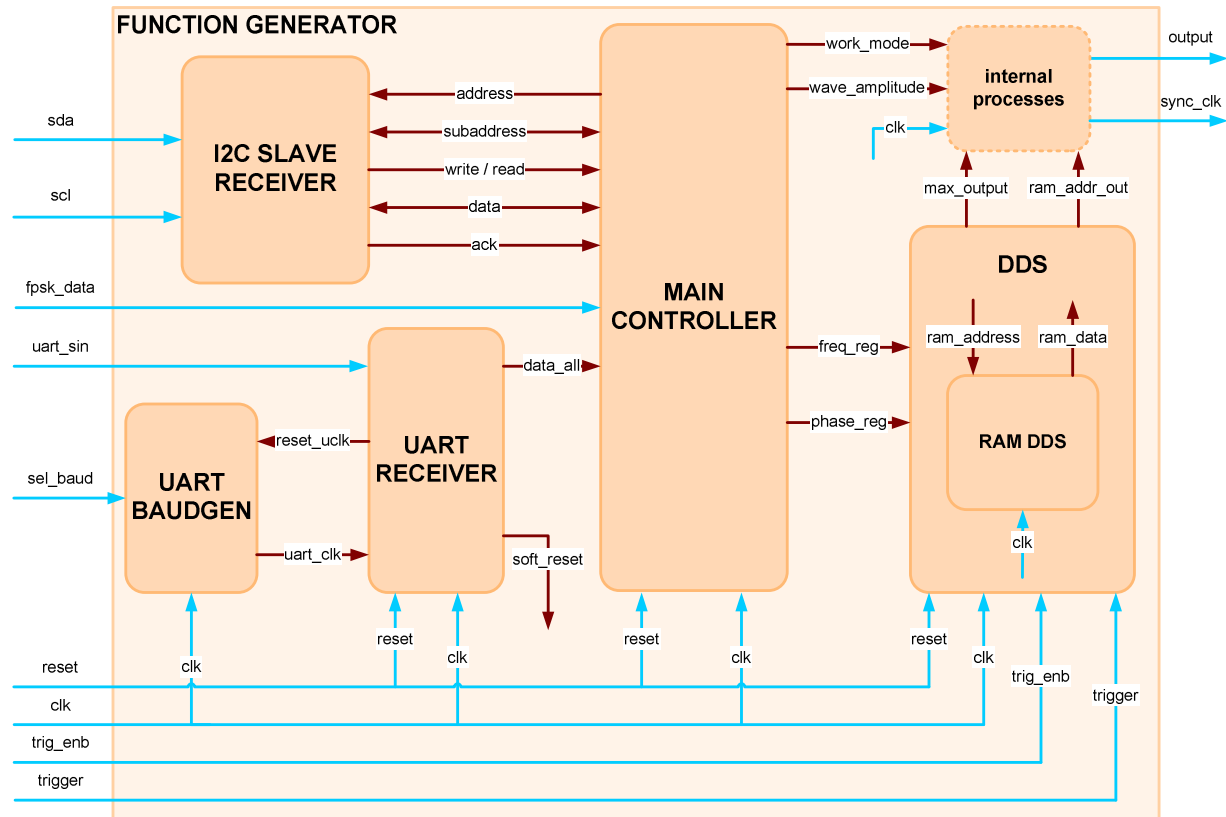 FUNCTION GENERATOR
output
sync_clk
work_mode
wave_amplitude
clk
internal
processes
sda
scl
I2C SLAVE
RECEIVER
address
subaddress
write / read
data
ack
max_output
ram_addr_out
fpsk_data
MAIN
CONTROLLER
DDS
ram_address
ram_data
RAM DDS
clk
freq_reg
phase_reg
uart_sin
data_all
UART
RECEIVER
reset_uclk
sel_baud
UART
BAUDGEN
uart_clk
soft_reset
reset
clk
trig_enb
trigger
clk
reset
clk
reset
clk
reset
clk
trig_enb
trigger